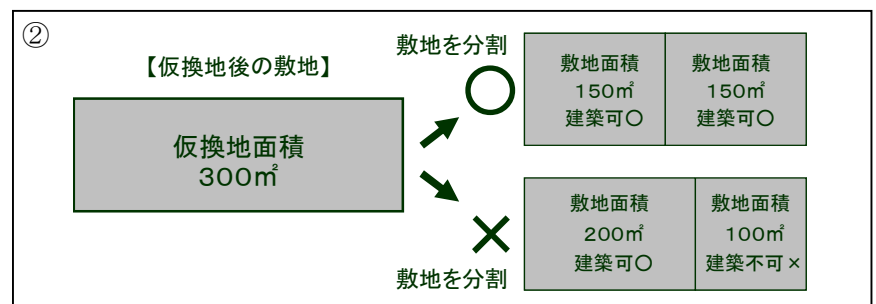 ②
【仮換地後の敷地】
仮換地面積
300㎡
敷地を分割
○
敷地面積
150㎡
建築可○
敷地面積
150㎡
建築可○
×
敷地を分割
敷地面積
200㎡
建築可○
敷地面積
100㎡
建築不可×